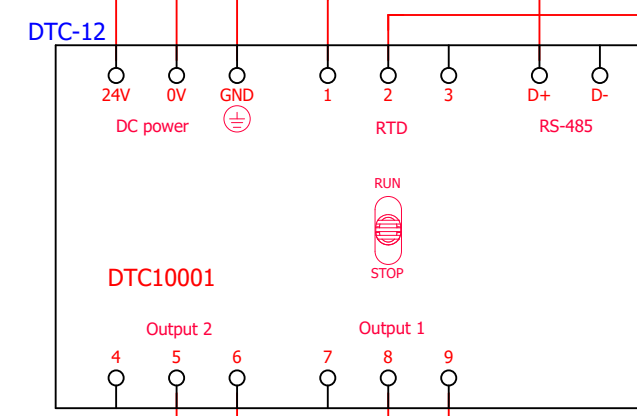 DTC-12
24V 0V GND 1 2 3 D+ D-
DC power RTD RS-485
RUN
STOP
DTC10001
Output 2 Output 1
4 5 6 7 8 9